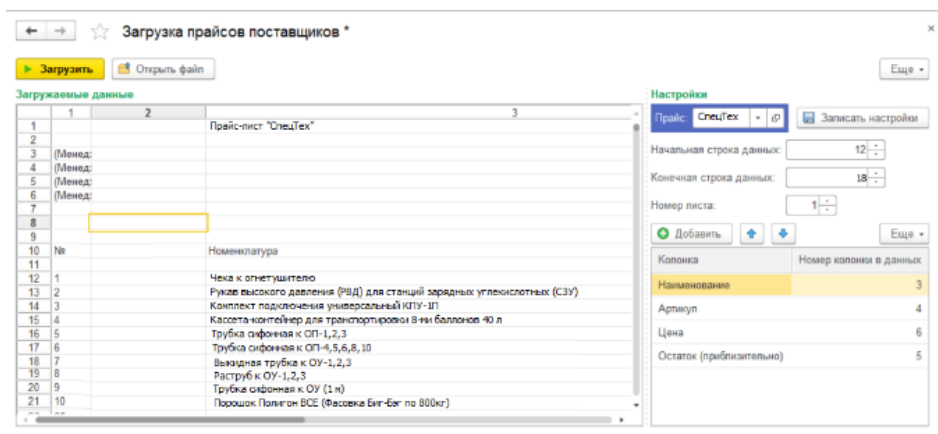 Загрузка прайсов поставщиков *
Загрузить Открыть файл Еще
Загружаемые данные Настройки
1 2 3
1 Прайс-лист "СпецТех"
Прайс: СпецТех Записать настройки
2
3 (Менед:
4 (Менед:
5 (Менед:
6 (Менед:
7
8
9
10 № Номенклатура
11
12 1 Чека к огнетушителю
13 2 Рукав высокого давления (РВД) для станций зарядных углекислотных (СЗУ)
14 3 Комплект подключения универсальный КПУ-1П
15 4 Кассета-контейнер для транспортировки 8-ми баллонов 40 л
16 5 Трубка сифонная к ОП-1,2,3
17 6 Трубка сифонная к ОП-4,5,6,8,10
18 7 Выкидная трубка к ОУ-1,2,3
19 8 Раструб к ОУ-1,2,3
20 9 Трубка сифонная к ОУ (1 м)
21 10 Порошок Полигон ВСЕ (Фасовка Биг-Бэг по 800кг)
Начальная строка данных: 12
Конечная строка данных: 18
Номер листа: 1
Добавить Еще
Колонка Номер колонки в данных
Наименование 3
Артикул 4
Цена 6
Остаток (приблизительно) 5